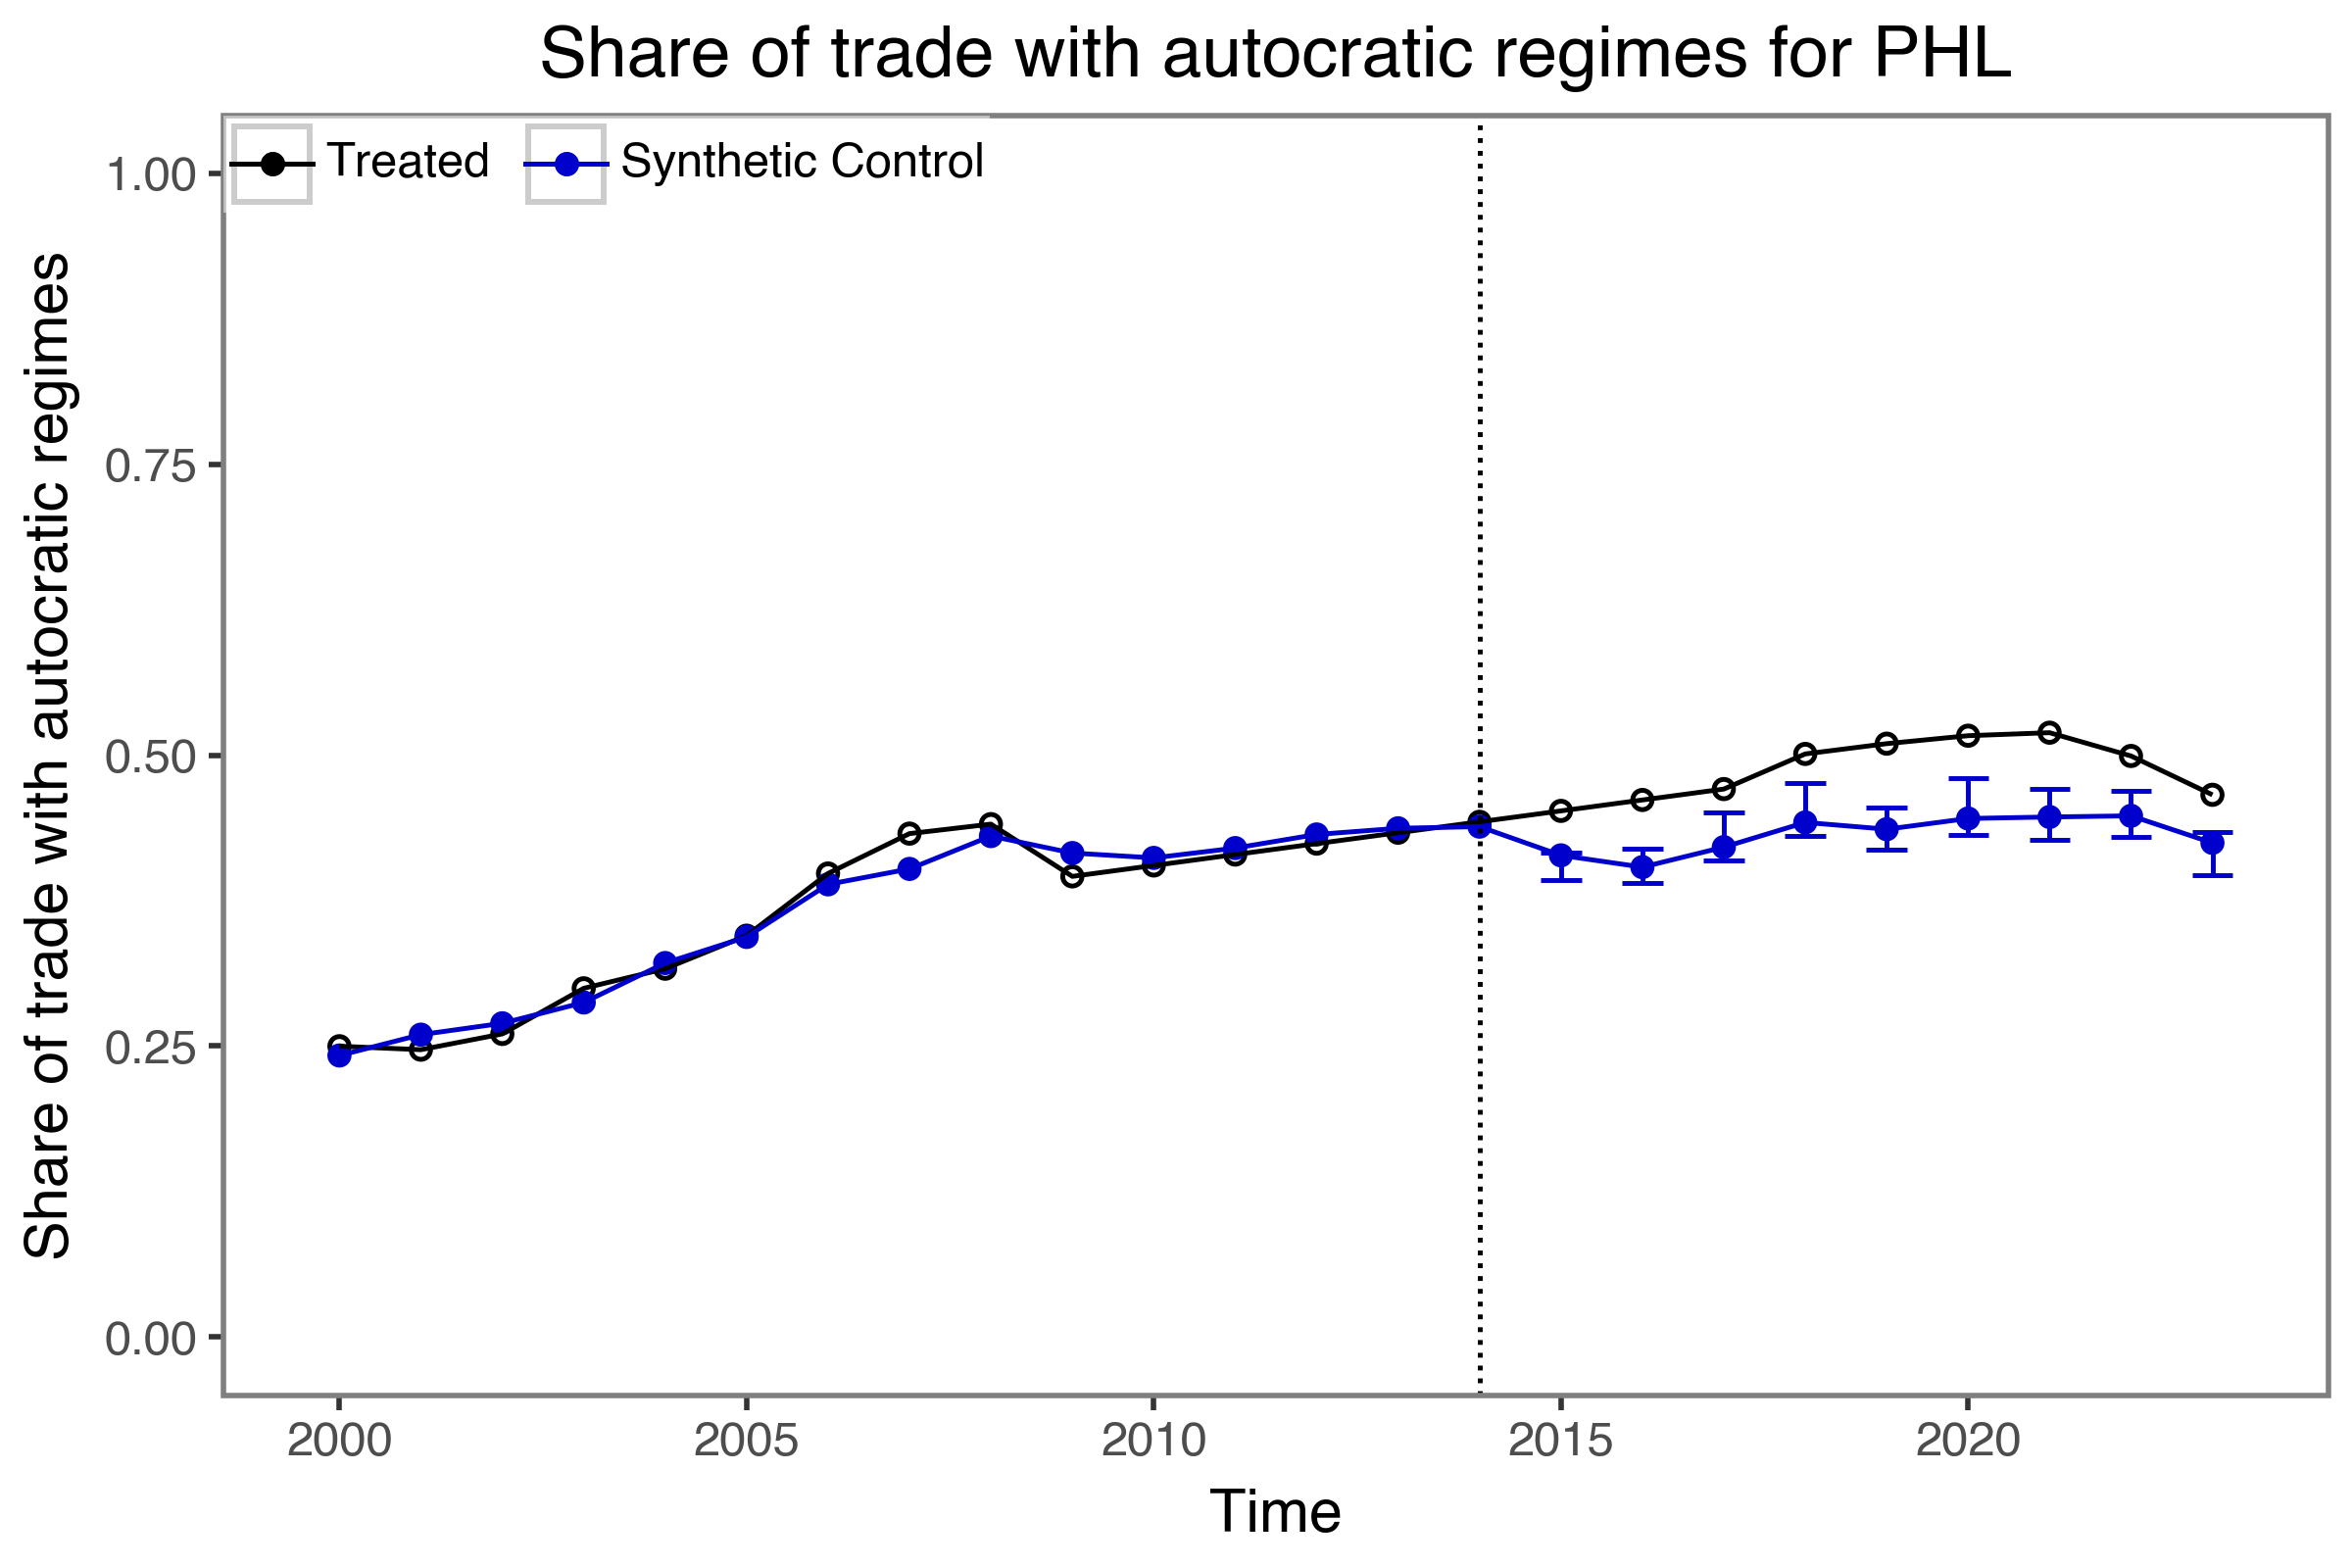 Share of trade with autocratic regimes for PHL
Treated
Synthetic Control
Share of trade with autocratic regimes
1.00
0.75
0.50
0.25
0.00
2000
2005
2010
2015
2020
Time